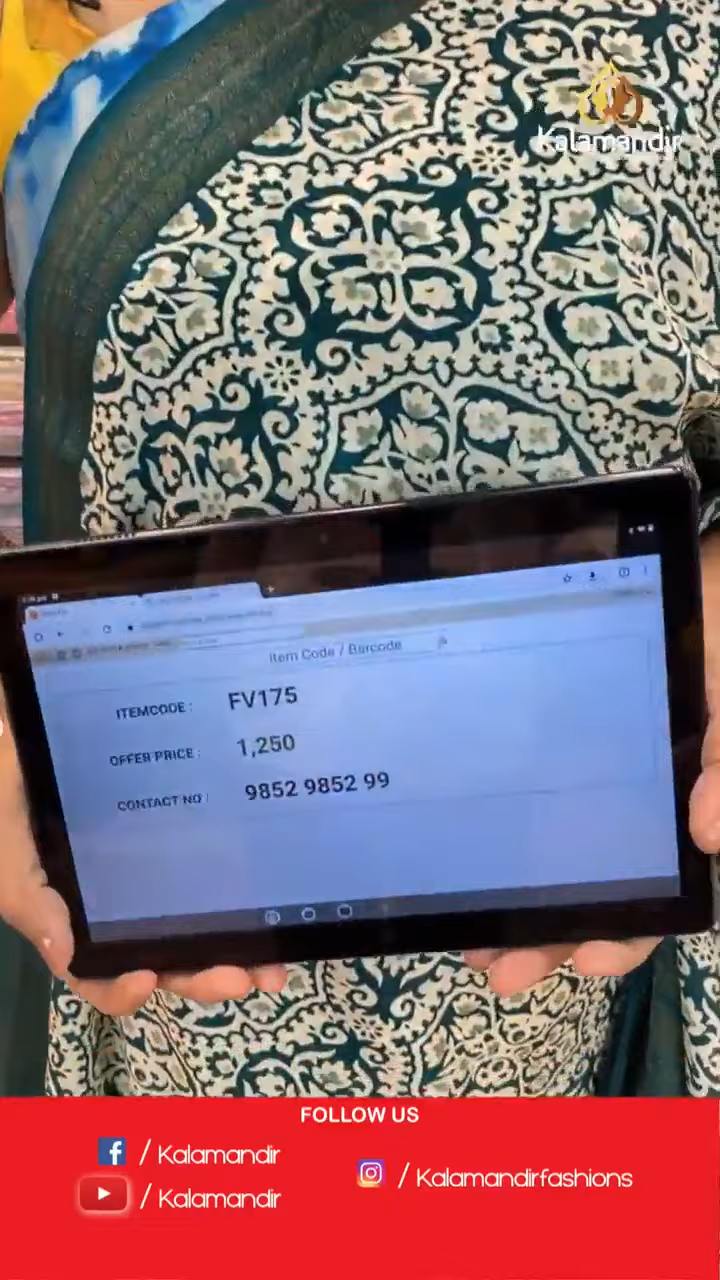 Kalamandir
Item Code / Barcode
ITEMCODE : FV175
OFFER PRICE : 1,250
CONTACT NO : 9852 9852 99
FOLLOW US
/ Kalamandir
/ Kalamandirfashions
/ Kalamandir